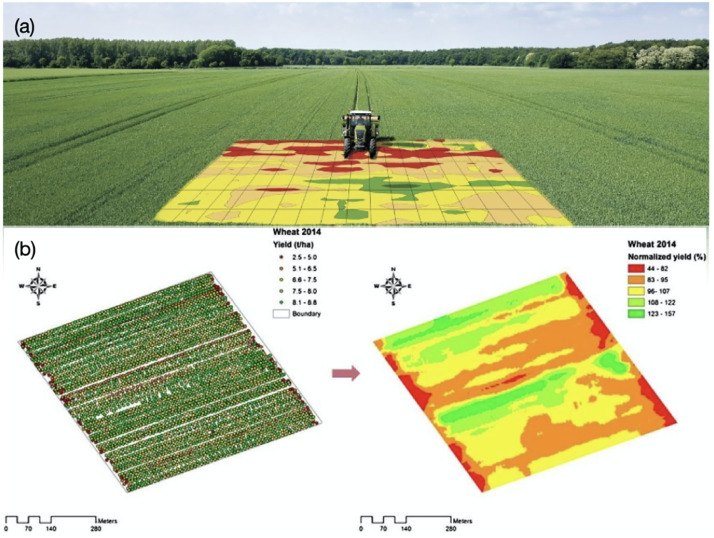 (a)
(b)
Wheat 2014
Yield (t/ha)
2.5 - 5.0
5.1 - 6.5
6.6 - 7.5
7.5 - 8.0
8.1 - 8.8
Boundary
N
W E
S
Meters
0 70 140 280
Wheat 2014
Normalized yield (%)
44 - 82
83 - 95
96- 107
108 - 122
123 - 157
N
W E
S
Meters
0 70 140 280